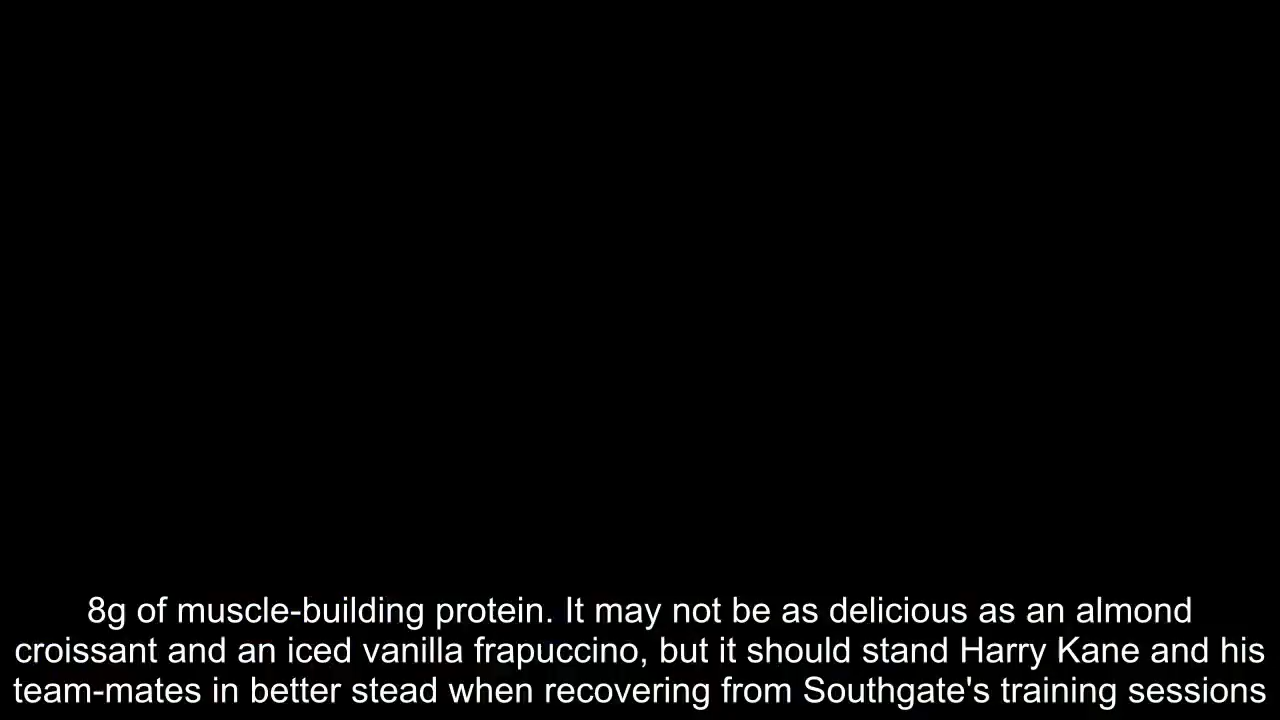 8g of muscle-building protein. It may not be as delicious as an almond
croissant and an iced vanilla frapuccino, but it should stand Harry Kane and his
team-mates in better stead when recovering from Southgate's training sessions